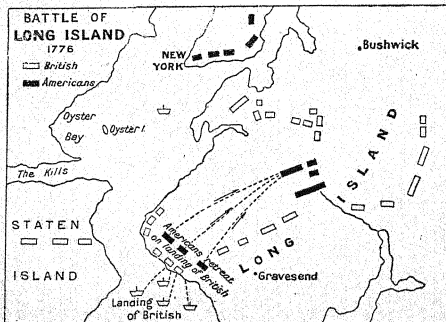 BATTLE OF
LONG ISLAND
1776
British
Americans
NEW
YORK
Bushwick
Oyster
Bay
Oyster I.
The Kills
STATEN
ISLAND
LONG ISLAND
Americans retreat
on landing of British
Gravesend
Landing
of British